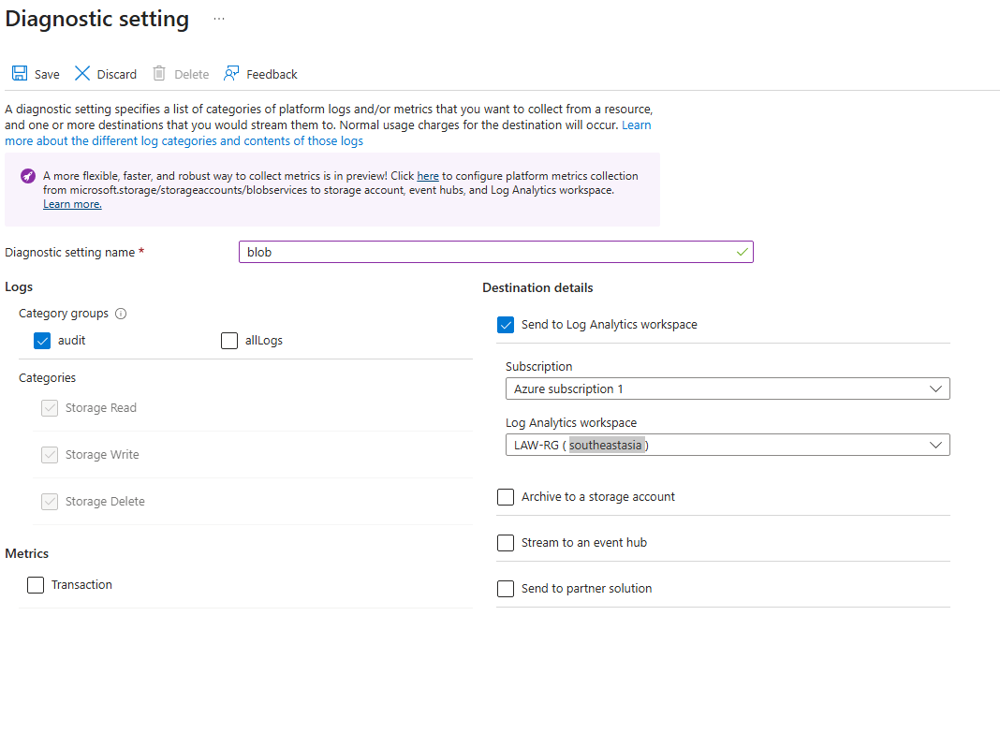 Diagnostic setting ...
Save Discard Delete Feedback
A diagnostic setting specifies a list of categories of platform logs and/or metrics that you want to collect from a resource,
and one or more destinations that you would stream them to. Normal usage charges for the destination will occur. Learn
more about the different log categories and contents of those logs
A more flexible, faster, and robust way to collect metrics is in preview! Click here to configure platform metrics collection
from microsoft.storage/storageaccounts/blobservices to storage account, event hubs, and Log Analytics workspace.
Learn more.
Diagnostic setting name *
blob
Logs
Category groups
audit
allLogs
Categories
Storage Read
Storage Write
Storage Delete
Metrics
Transaction
Destination details
Send to Log Analytics workspace
Subscription
Azure subscription 1
Log Analytics workspace
LAW-RG ( southeastasia )
Archive to a storage account
Stream to an event hub
Send to partner solution